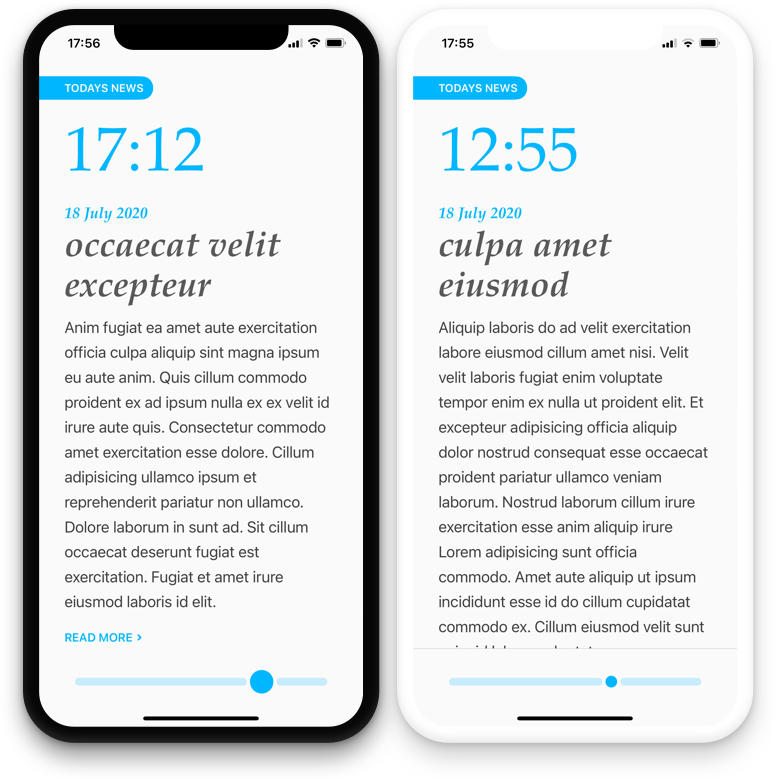 17:56
TODAYS NEWS
17:12
18 July 2020
occaecat velit
excepteur
Anim fugiat ea amet aute exercitation
officia culpa aliquip sint magna ipsum
eu aute anim. Quis cillum commodo
proident ex ad ipsum nulla ex ex velit id
irure aute quis. Consectetur commodo
amet exercitation esse dolore. Cillum
adipisicing ullamco ipsum et
reprehenderit pariatur non ullamco.
Dolore laborum in sunt ad. Sit cillum
occaecat deserunt fugiat est
exercitation. Fugiat et amet irure
eiusmod laboris id elit.
READ MORE >
17:55
TODAYS NEWS
12:55
18 July 2020
culpa amet
eiusmod
Aliquip laboris do ad velit exercitation
labore eiusmod cillum amet nisi. Velit
velit laboris fugiat enim voluptate
tempor enim ex nulla ut proident elit. Et
excepteur adipisicing officia aliquip
dolor nostrud consequat esse occaecat
proident pariatur ullamco veniam
laborum. Nostrud laborum cillum irure
exercitation esse anim aliquip irure
Lorem adipisicing sunt officia
commodo. Amet aute aliquip ut ipsum
incididunt esse id do cillum cupidatat
commodo ex. Cillum eiusmod velit sunt